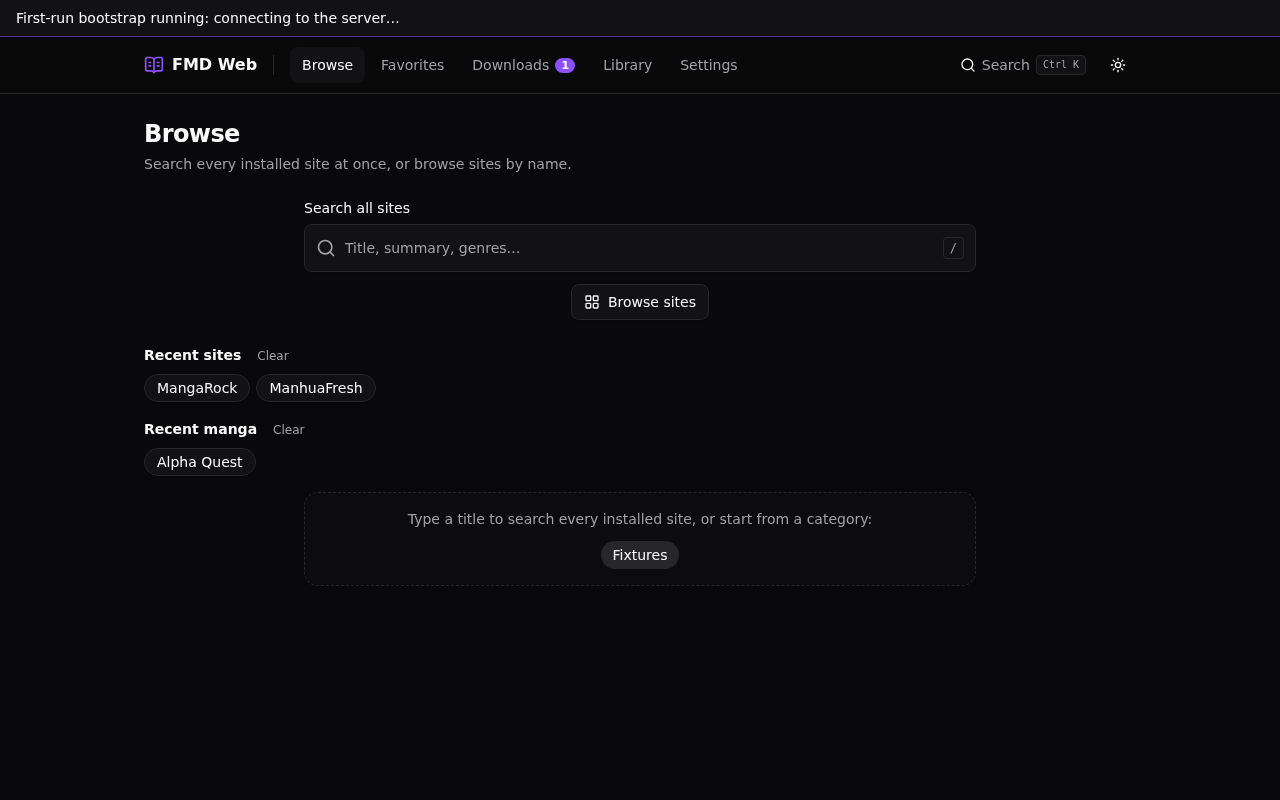 First-run bootstrap running: connecting to the server…
FMD Web Browse Favorites Downloads 1 Library Settings Search Ctrl K
Browse
Search every installed site at once, or browse sites by name.
Search all sites
Title, summary, genres… /
Browse sites
Recent sites Clear
MangaRock ManhuaFresh
Recent manga Clear
Alpha Quest
Type a title to search every installed site, or start from a category:
Fixtures